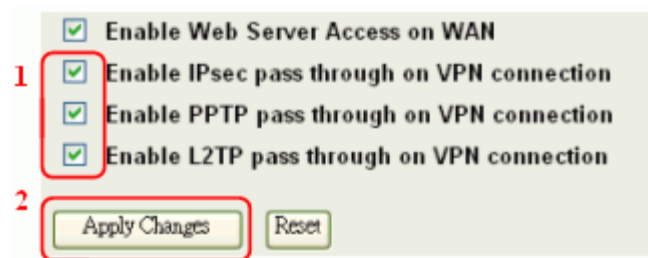 Enable Web Server Access on WAN
1 Enable IPsec pass through on VPN connection
Enable PPTP pass through on VPN connection
Enable L2TP pass through on VPN connection
2
Apply Changes Reset